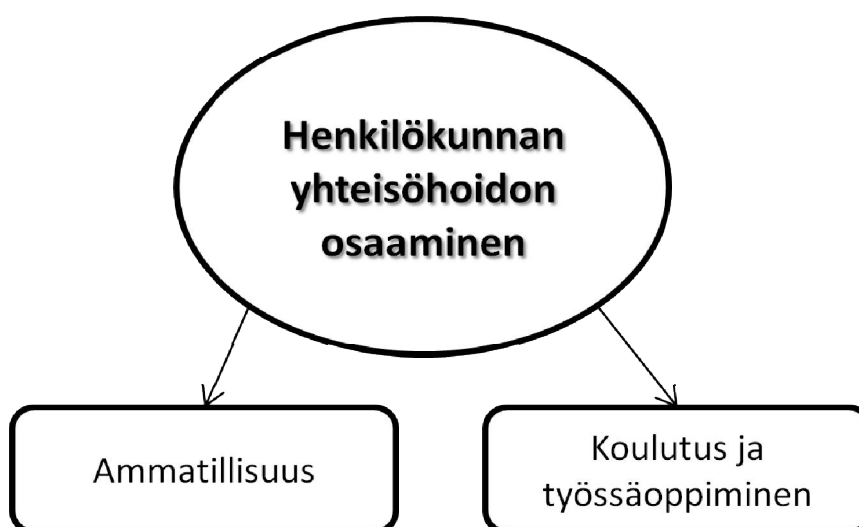 Henkilökunnan
yhteisöhoidon
osaaminen
Ammatillisuus
Koulutus ja
työssäoppiminen